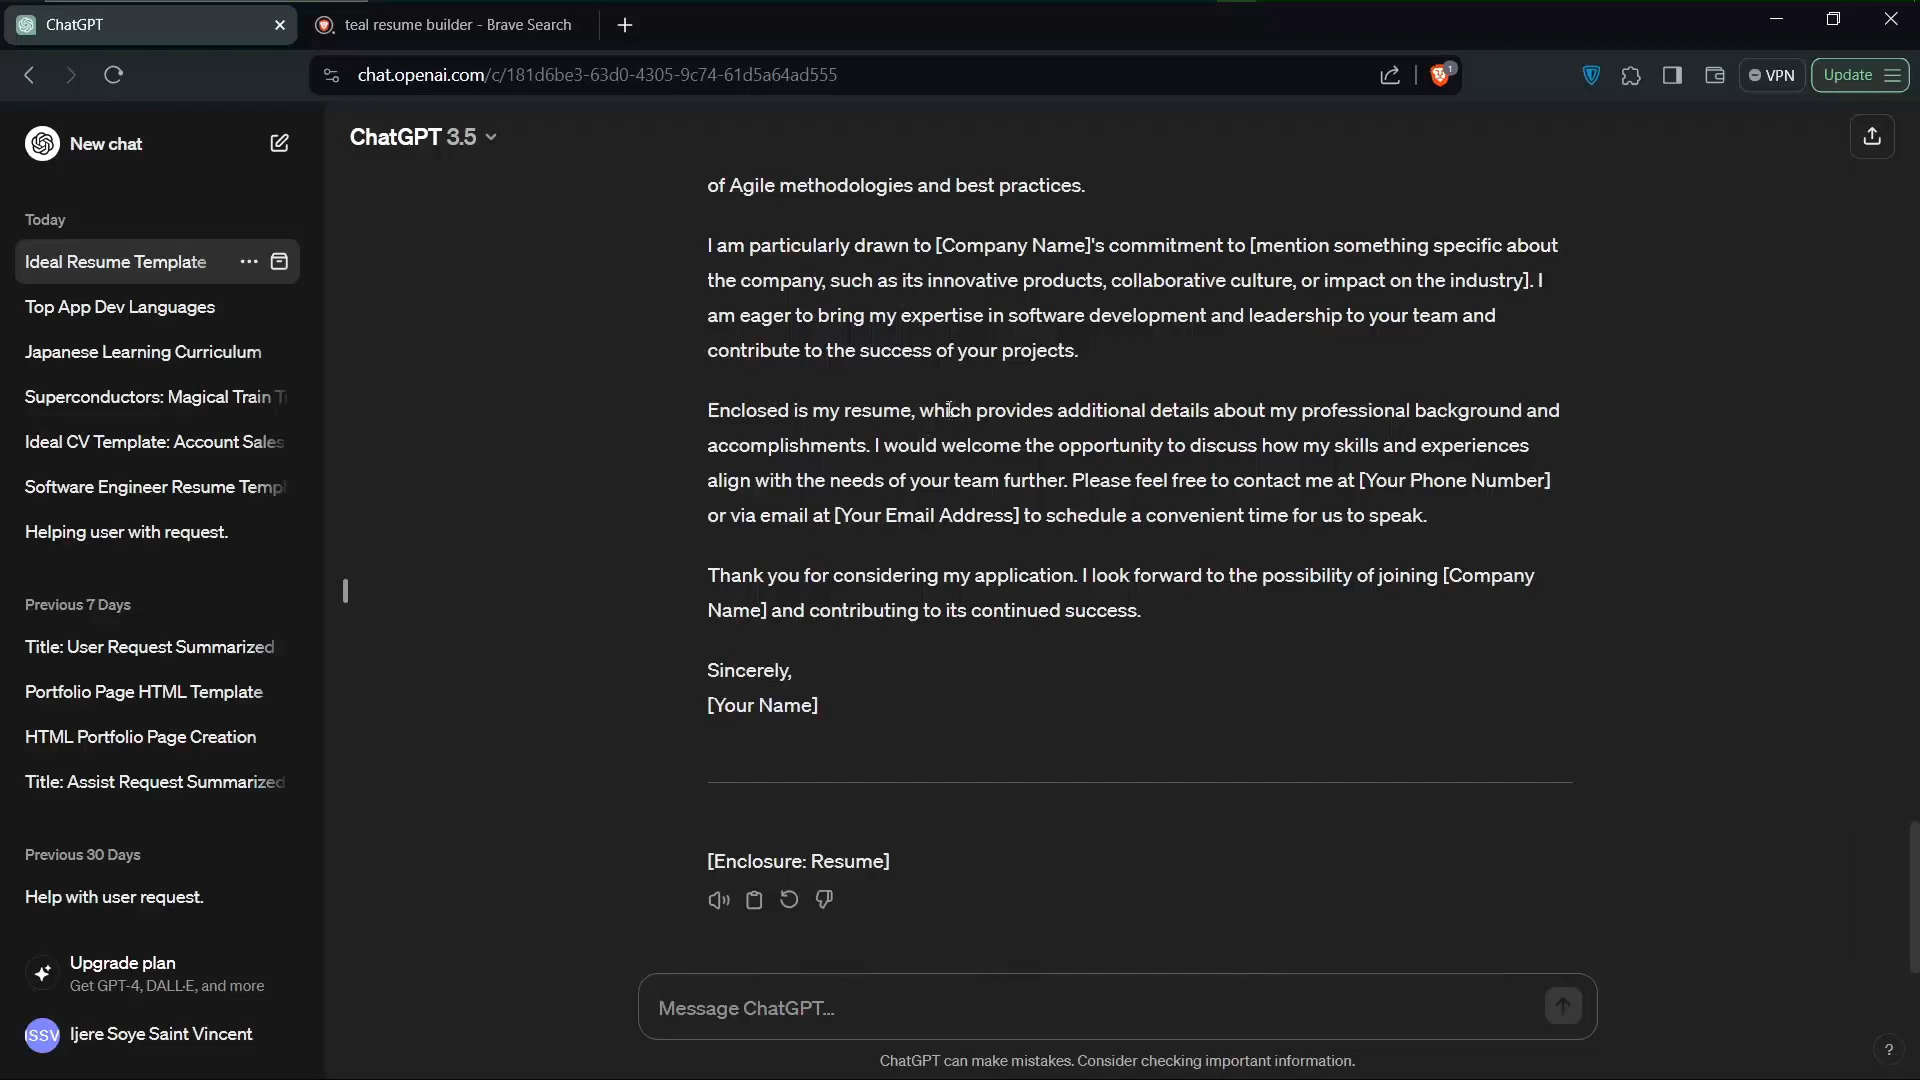 ChatGPT
teal resume builder - Brave Search
chat.openai.com/c/181d6be3-63d0-4305-9c74-61d5a64ad555
1
VPN
Update
New chat
ChatGPT 3.5
Today
Ideal Resume Template
Top App Dev Languages
Japanese Learning Curriculum
Superconductors: Magical Train T
Ideal CV Template: Account Sales
Software Engineer Resume Templ
Helping user with request.
Previous 7 Days
Title: User Request Summarized
Portfolio Page HTML Template
HTML Portfolio Page Creation
Title: Assist Request Summarized
Previous 30 Days
Help with user request.
Upgrade plan
Get GPT-4, DALL·E, and more
SSV
Ijere Soye Saint Vincent
of Agile methodologies and best practices.
I am particularly drawn to [Company Name]'s commitment to [mention something specific about
the company, such as its innovative products, collaborative culture, or impact on the industry]. I
am eager to bring my expertise in software development and leadership to your team and
contribute to the success of your projects.
Enclosed is my resume, which provides additional details about my professional background and
accomplishments. I would welcome the opportunity to discuss how my skills and experiences
align with the needs of your team further. Please feel free to contact me at [Your Phone Number]
or via email at [Your Email Address] to schedule a convenient time for us to speak.
Thank you for considering my application. I look forward to the possibility of joining [Company
Name] and contributing to its continued success.
Sincerely,
[Your Name]
[Enclosure: Resume]
Message ChatGPT...
ChatGPT can make mistakes. Consider checking important information.
?